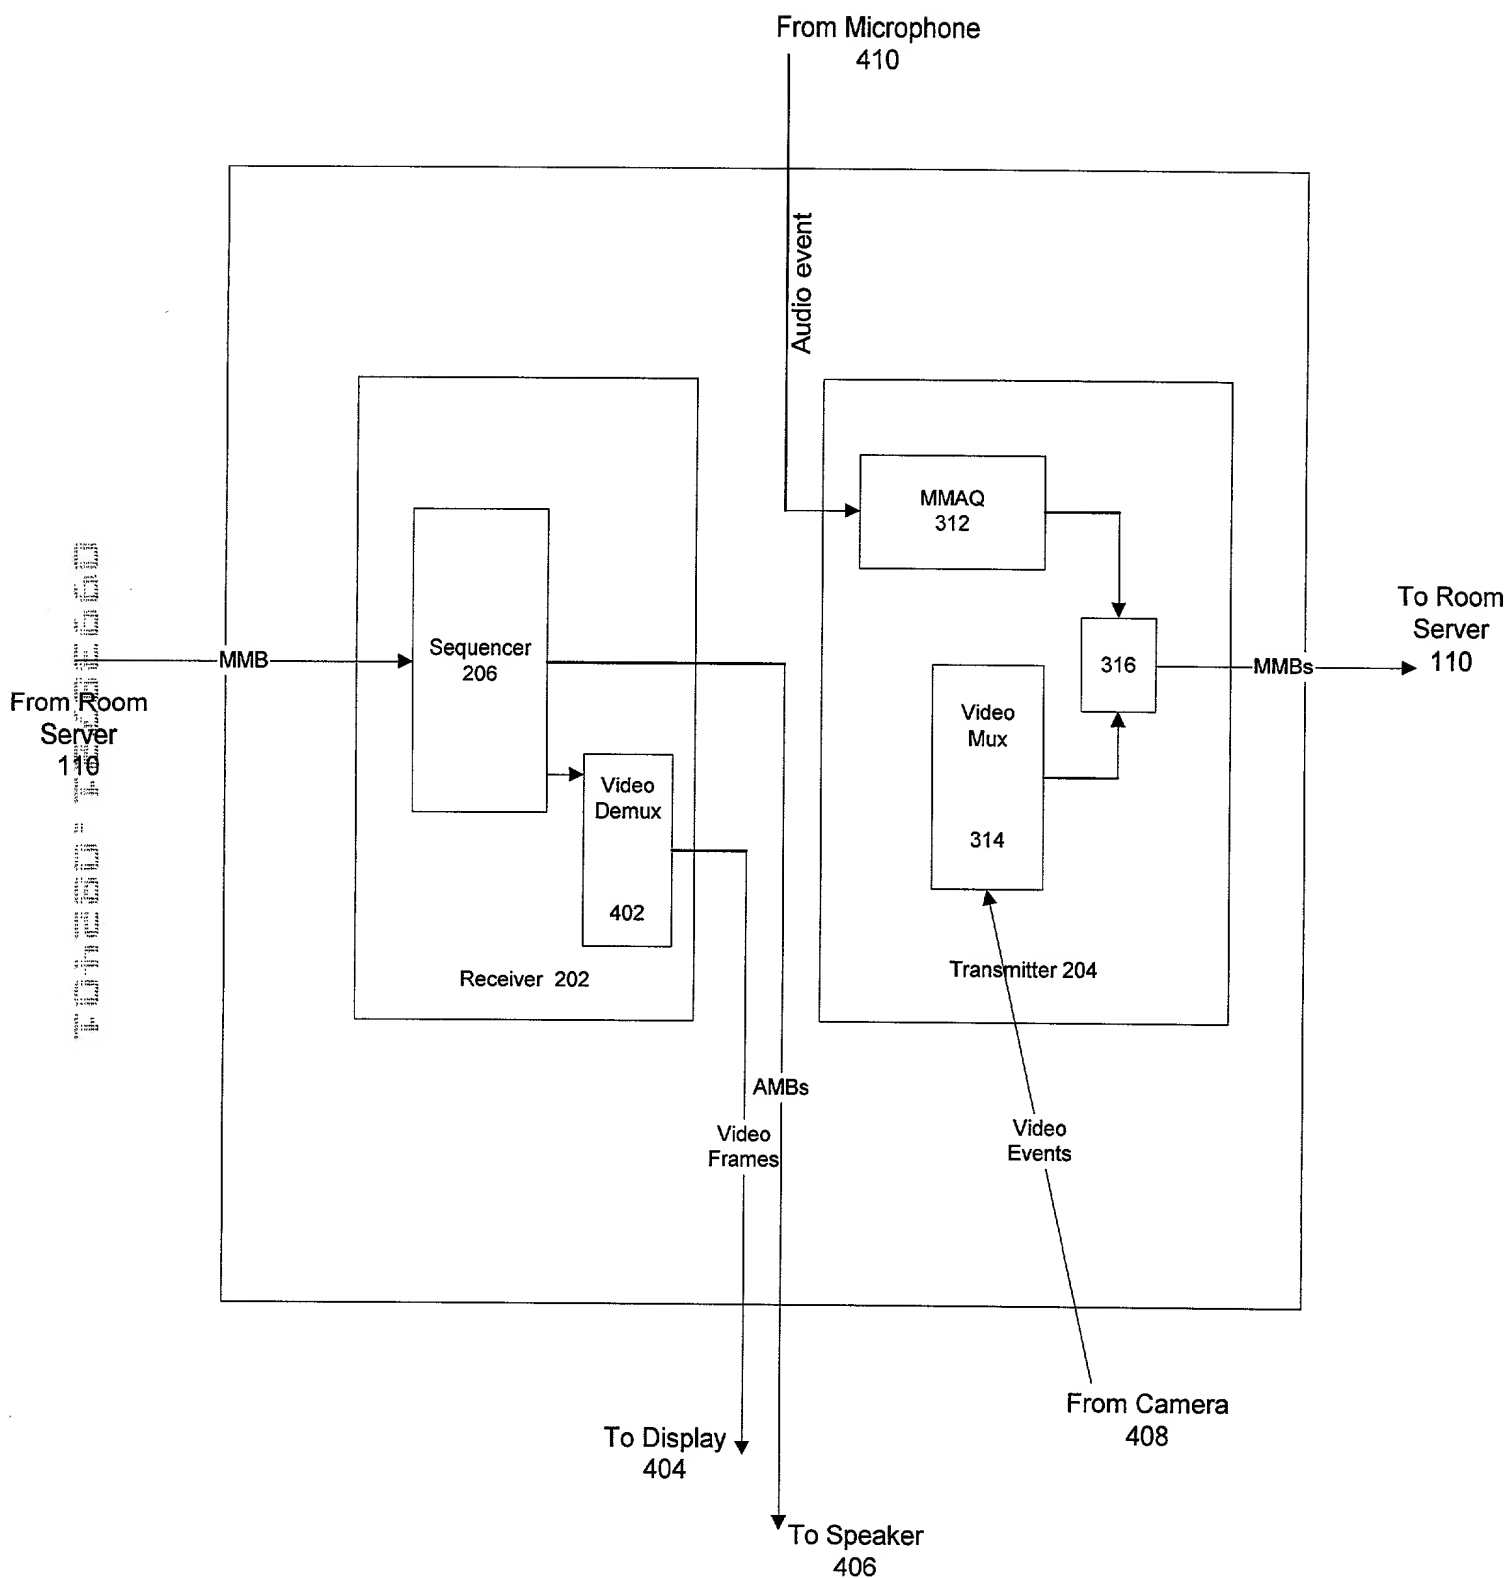 From Microphone
410
Audio event
MMAQ
312
To Room
Server
110
MMB
Sequencer
206
316
MMBs
From Room
Server
110
Video
Mux
314
Video
Demux
402
Receiver 202
Transmitter 204
AMBs
Video
Frames
Video
Events
From Camera
408
To Display
404
To Speaker
406